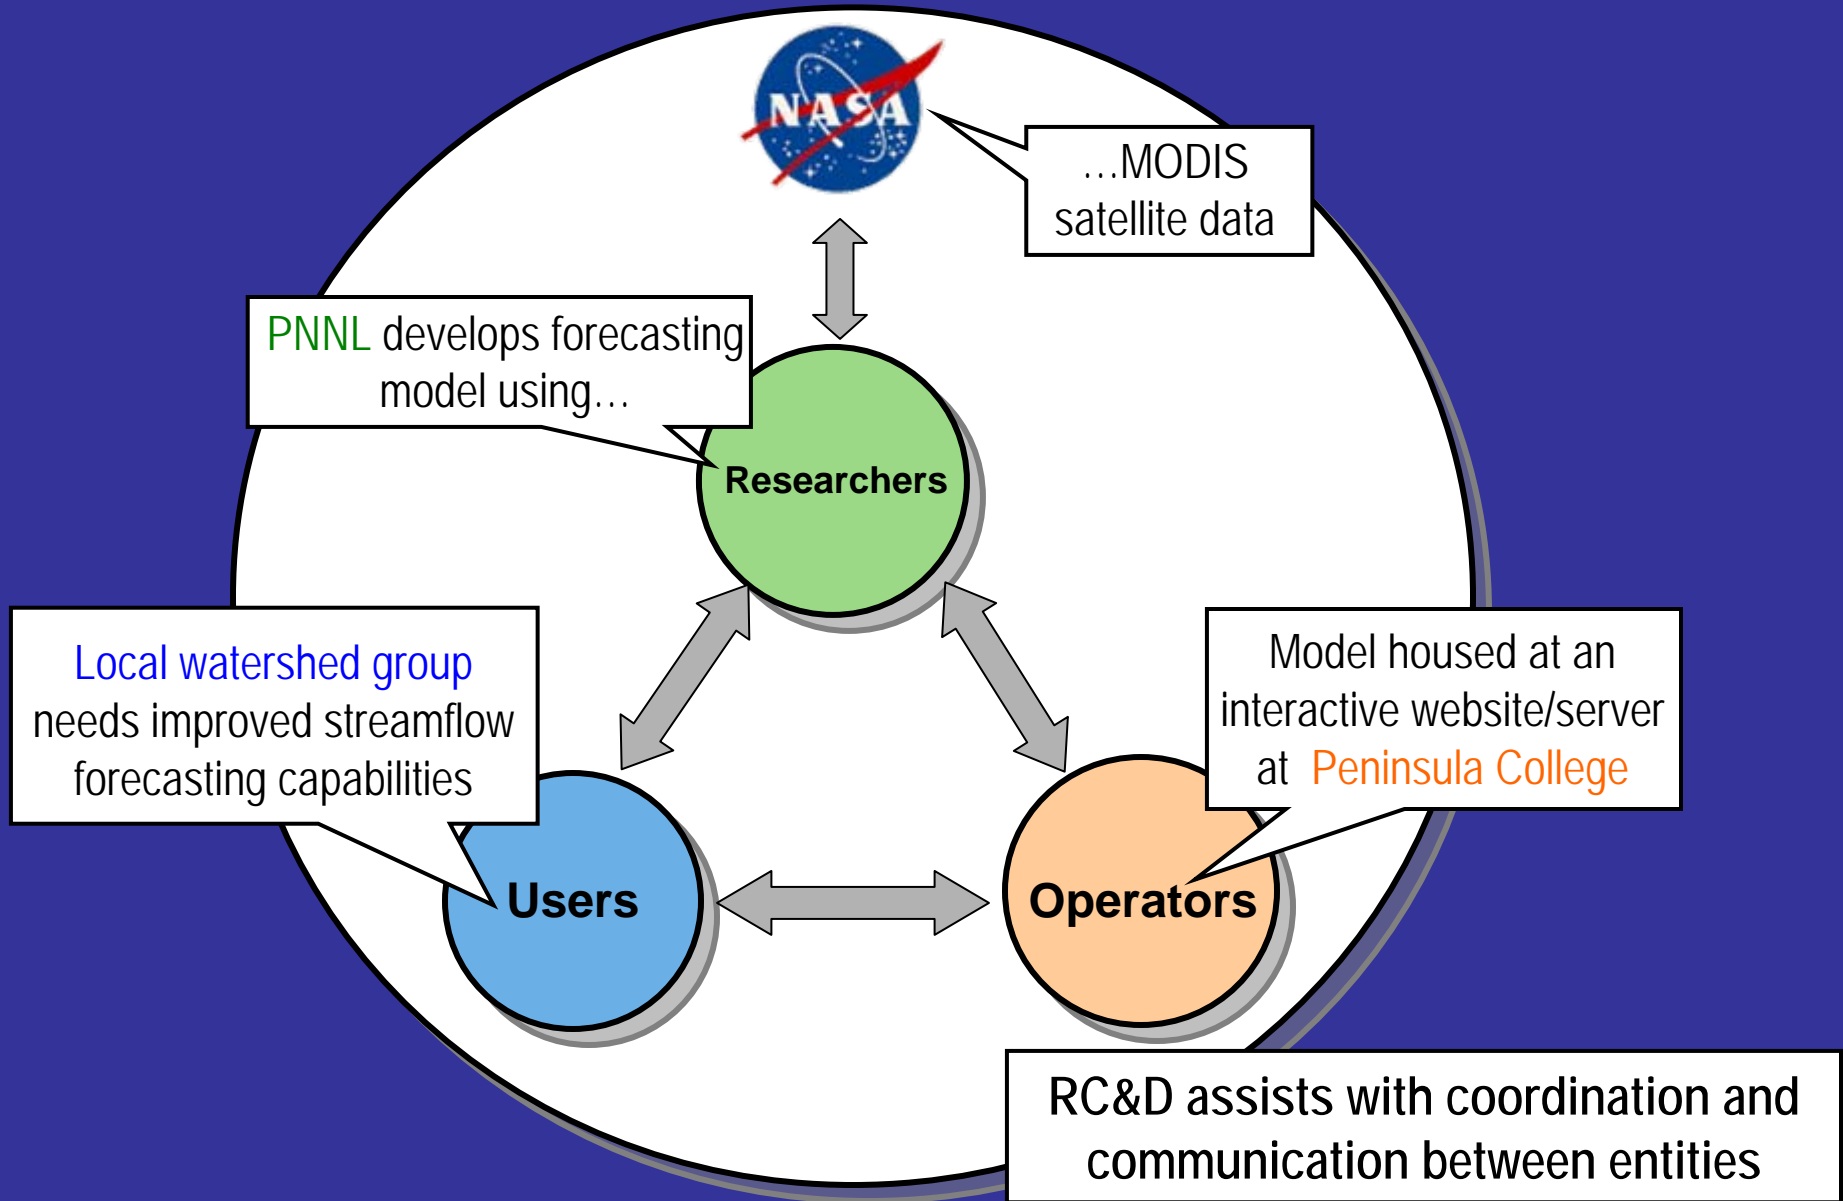 NASA
…MODIS
satellite data
PNNL develops forecasting
model using…
Researchers
Local watershed group
needs improved streamflow
forecasting capabilities
Model housed at an
interactive website/server
at Peninsula College
Users
Operators
RC&D assists with coordination and
communication between entities